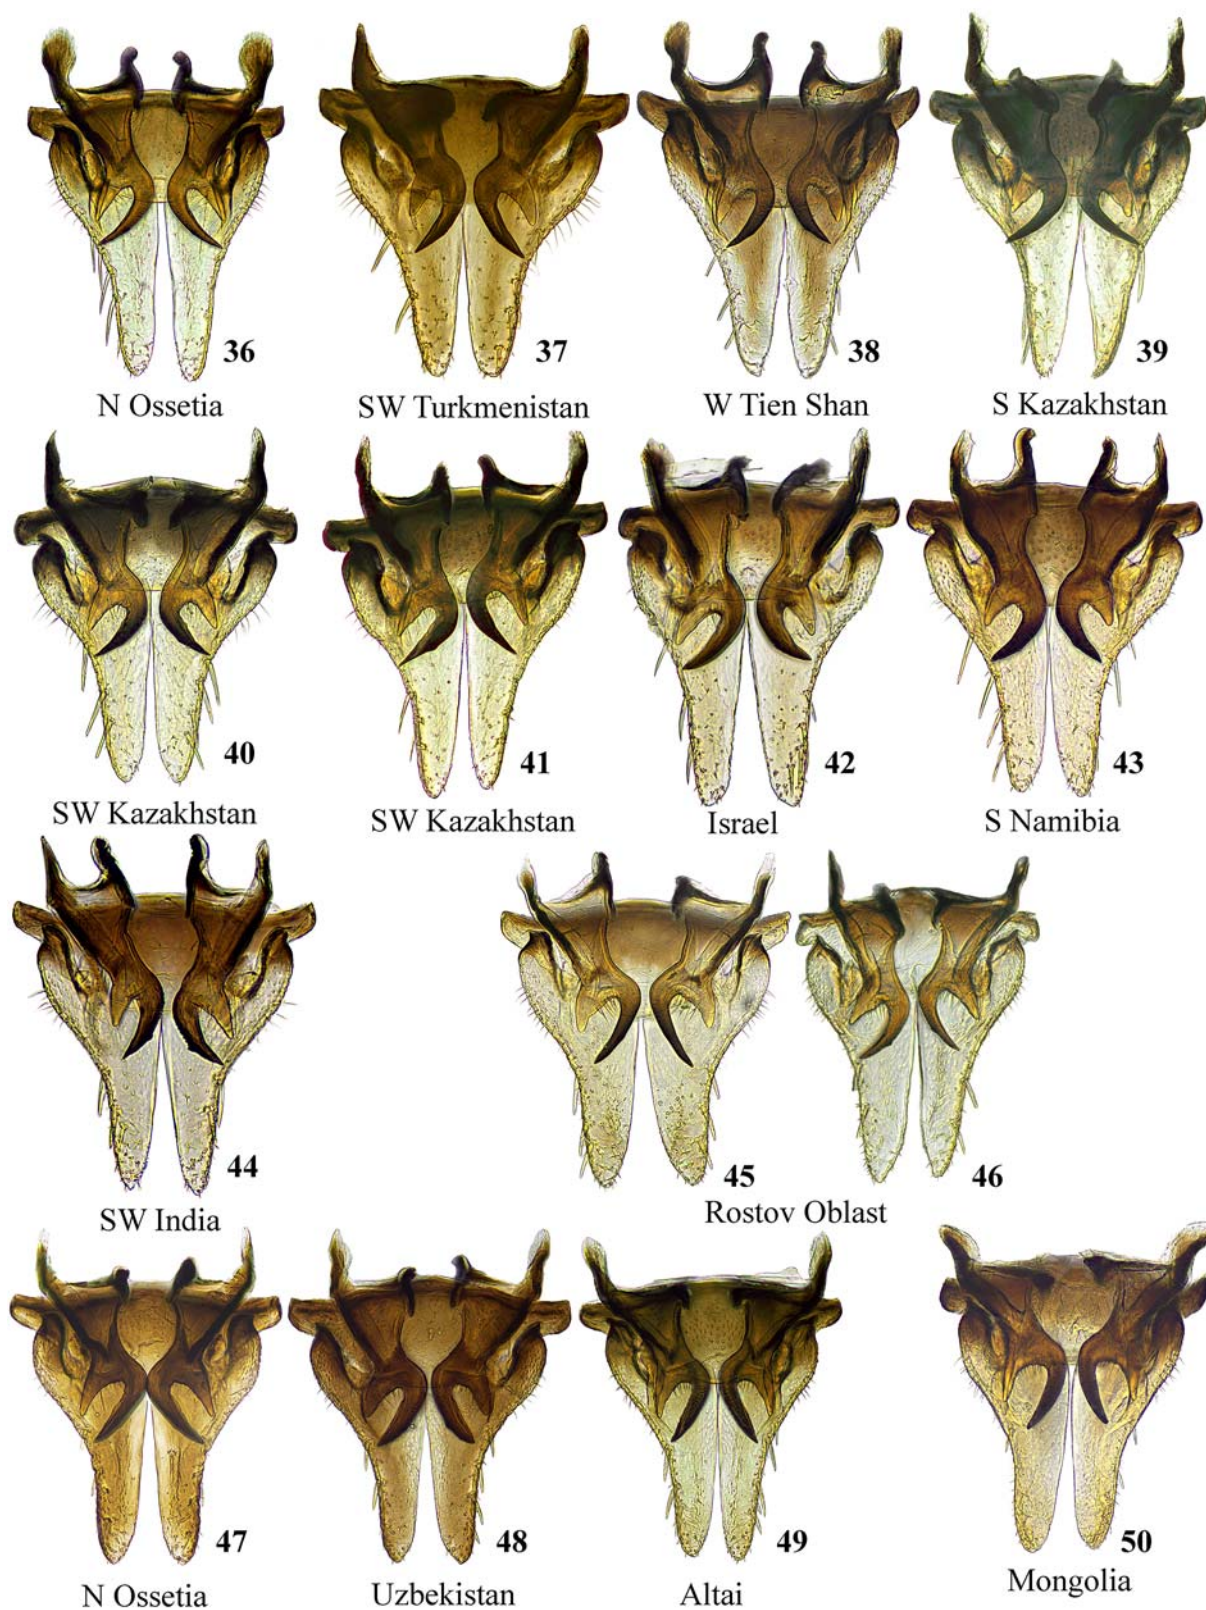 36 37 38 39
N Ossetia SW Turkmenistan W Tien Shan S Kazakhstan
40 41 42 43
SW Kazakhstan SW Kazakhstan Israel S Namibia
44 45 46
SW India Rostov Oblast
47 48 49 50
N Ossetia Uzbekistan Altai Mongolia